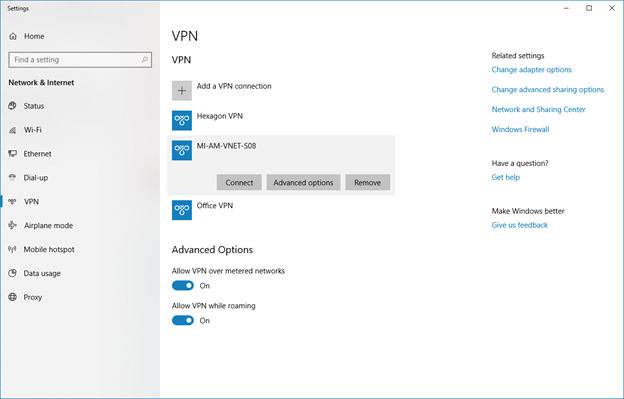 Settings
Home
Find a setting
Network & Internet
Status
Wi-Fi
Ethernet
Dial-up
VPN
Airplane mode
Mobile hotspot
Data usage
Proxy
VPN
VPN
Add a VPN connection
Hexagon VPN
MI-AM-VNET-S08
Connect
Advanced options
Remove
Office VPN
Advanced Options
Allow VPN over metered networks
On
Allow VPN while roaming
On
Related settings
Change adapter options
Change advanced sharing options
Network and Sharing Center
Windows Firewall
Have a question?
Get help
Make Windows better
Give us feedback